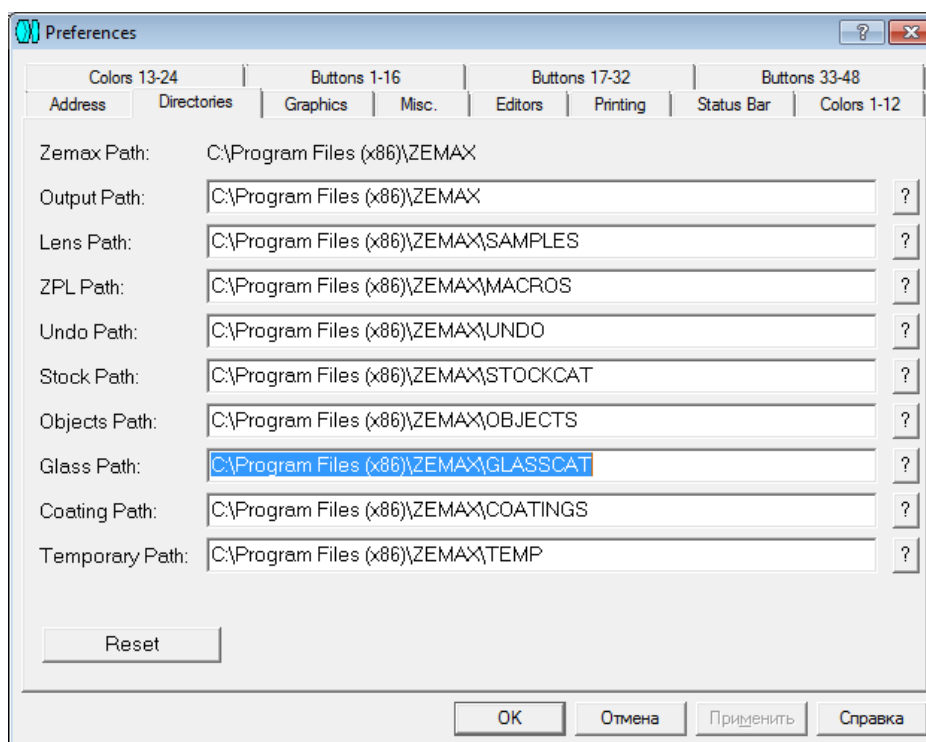 Preferences
Colors 13-24 Buttons 1-16 Buttons 17-32 Buttons 33-48
Address Directories Graphics Misc. Editors Printing Status Bar Colors 1-12
Zemax Path: C:\Program Files (x86)\ZEMAX
Output Path: C:\Program Files (x86)\ZEMAX ?
Lens Path: C:\Program Files (x86)\ZEMAX\SAMPLES ?
ZPL Path: C:\Program Files (x86)\ZEMAX\MACROS ?
Undo Path: C:\Program Files (x86)\ZEMAX\UNDO ?
Stock Path: C:\Program Files (x86)\ZEMAX\STOCKCAT ?
Objects Path: C:\Program Files (x86)\ZEMAX\OBJECTS ?
Glass Path: C:\Program Files (x86)\ZEMAX\GLASSCAT ?
Coating Path: C:\Program Files (x86)\ZEMAX\COATINGS ?
Temporary Path: C:\Program Files (x86)\ZEMAX\TEMP ?
Reset
OK Отмена Применить Справка